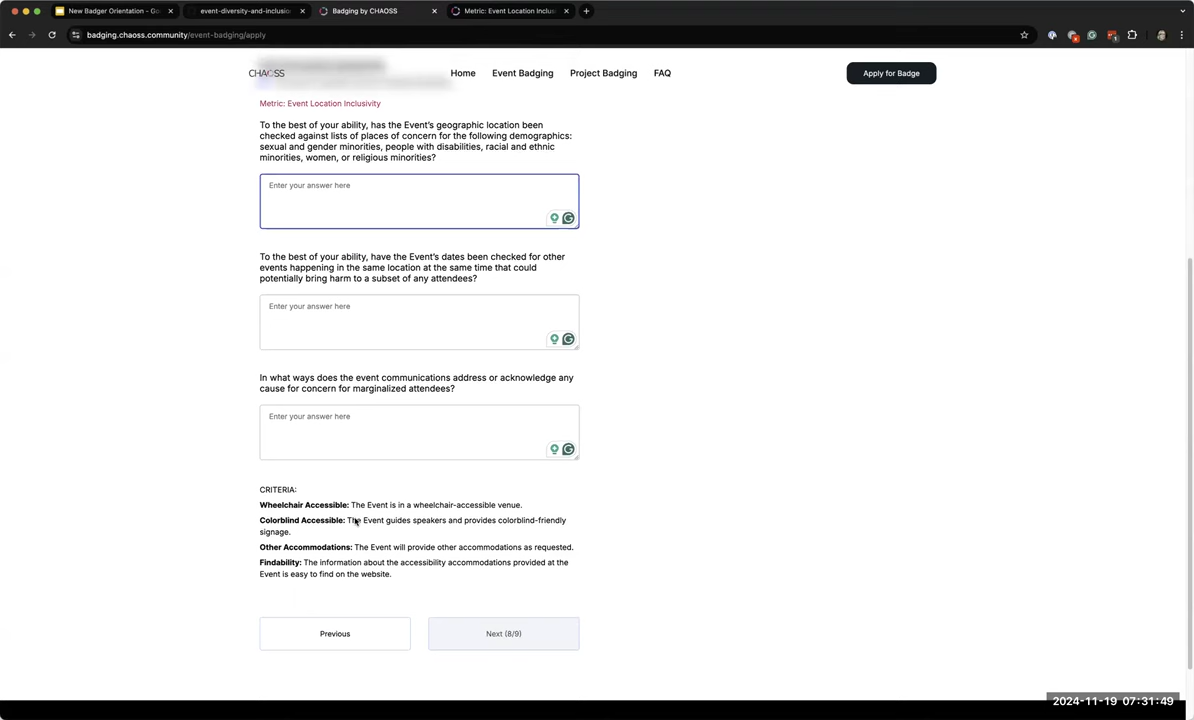 New Badger Orientation - Go
event-diversity-and-inclusio
Badging by CHAOSS
Metric: Event Location Inclusi
badging.chaoss.community/event-badging/apply
CHAOSS
Home
Event Badging
Project Badging
FAQ
Apply for Badge
Metric: Event Location Inclusivity
To the best of your ability, has the Event's geographic location been
checked against lists of places of concern for the following demographics:
sexual and gender minorities, people with disabilities, racial and ethnic
minorities, women, or religious minorities?
Enter your answer here
To the best of your ability, have the Event's dates been checked for other
events happening in the same location at the same time that could
potentially bring harm to a subset of any attendees?
Enter your answer here
In what ways does the event communications address or acknowledge any
cause for concern for marginalized attendees?
Enter your answer here
CRITERIA:
Wheelchair Accessible: The Event is in a wheelchair-accessible venue.
Colorblind Accessible: The Event guides speakers and provides colorblind-friendly
signage.
Other Accommodations: The Event will provide other accommodations as requested.
Findability: The information about the accessibility accommodations provided at the
Event is easy to find on the website.
Previous
Next (8/9)
2024-11-19 07:31:49